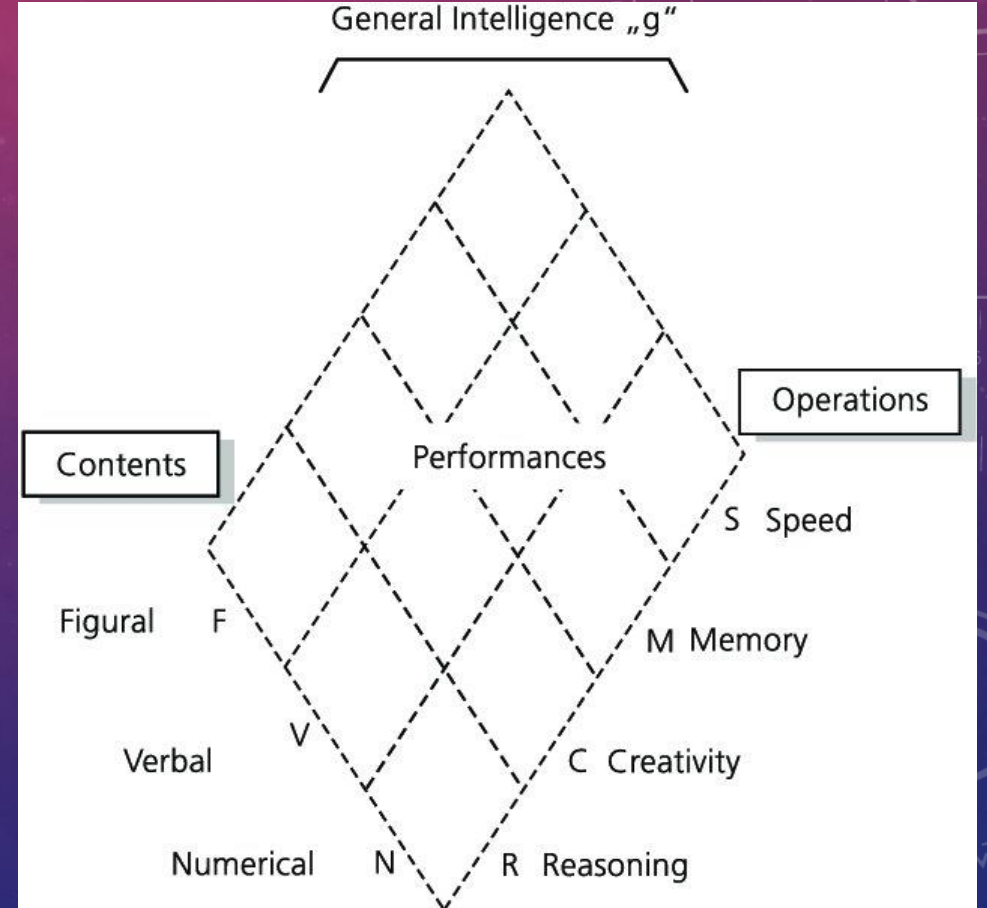 General Intelligence „g“
Operations
Contents
Performances
S Speed
Figural F
M Memory
V
Verbal
C Creativity
Numerical N
R Reasoning